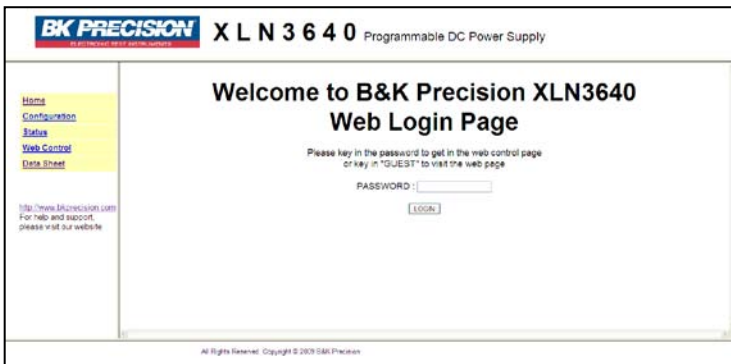 BK PRECISION
ELECTRONIC TEST INSTRUMENTS
XLN3640 Programmable DC Power Supply
Home
Configuration
Status
Web Control
Data Sheet
http://www.bkprecision.com
For help and support,
please visit our website
Welcome to B&K Precision XLN3640
Web Login Page
Please key in the password to get in the web control page
or key in "GUEST" to visit the web page
PASSWORD :
LOGIN
All Rights Reserved. Copyright © 2009 B&K Precision